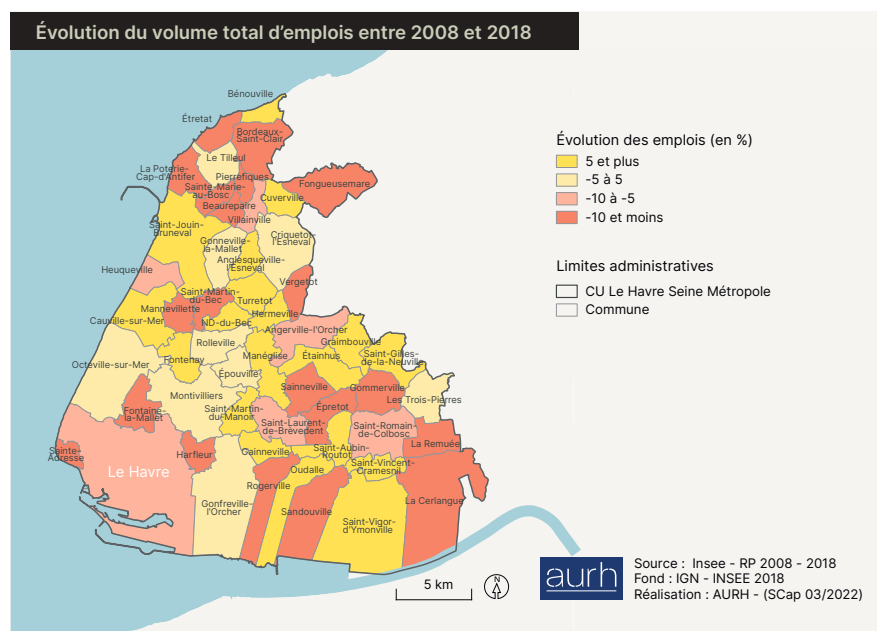 Évolution du volume total d'emplois entre 2008 et 2018
Bénouville
Étretat
Bordeaux-
Saint-Clair
Le Tilleul
La Poterie-
Cap-d'Antifer
Pierrefiques
Fongueusemare
Sainte-Marie-
au-Bosc
Cuverville
Beaurepaire
Villainville
Saint-Jouin-
Bruneval
Criquetot-
l'Esneval
Gonneville-
la-Mallet
Anglesqueville-
l'Esneval
Heuqueville
Vergetot
Saint-Martin-
du-Bec
Turretot
Mannevillette
Hermeville
Cauville-sur-Mer
ND-du-Bec
Angerville-l'Orcher
Rolleville
Graimbouville
Manéglise
Étainhus
Saint-Gilles-
de-la-Neuville
Octeville-sur-Mer
Fontenay
Épouville
Sainneville
Gommerville
Montivilliers
Les Trois-Pierres
Épretot
Fontaine-
la-Mallet
Saint-Martin-
du-Manoir
Saint-Laurent-
de-Brèvedent
Saint-Romain-
de-Colbosc
La Remuée
Sainte-
Adresse
Harfleur
Gainneville
Saint-Aubin-
Routot
Le Havre
Oudalle
Saint-Vincent-
Cramesnil
Rogerville
Gonfreville-
l'Orcher
Sandouville
La Cerlangue
Saint-Vigor-
d'Ymonville
Évolution des emplois (en %)
5 et plus
-5 à 5
-10 à -5
-10 et moins
Limites administratives
CU Le Havre Seine Métropole
Commune
5 km
N
aurh
Source : Insee - RP 2008 - 2018
Fond : IGN - INSEE 2018
Réalisation : AURH - (SCap 03/2022)